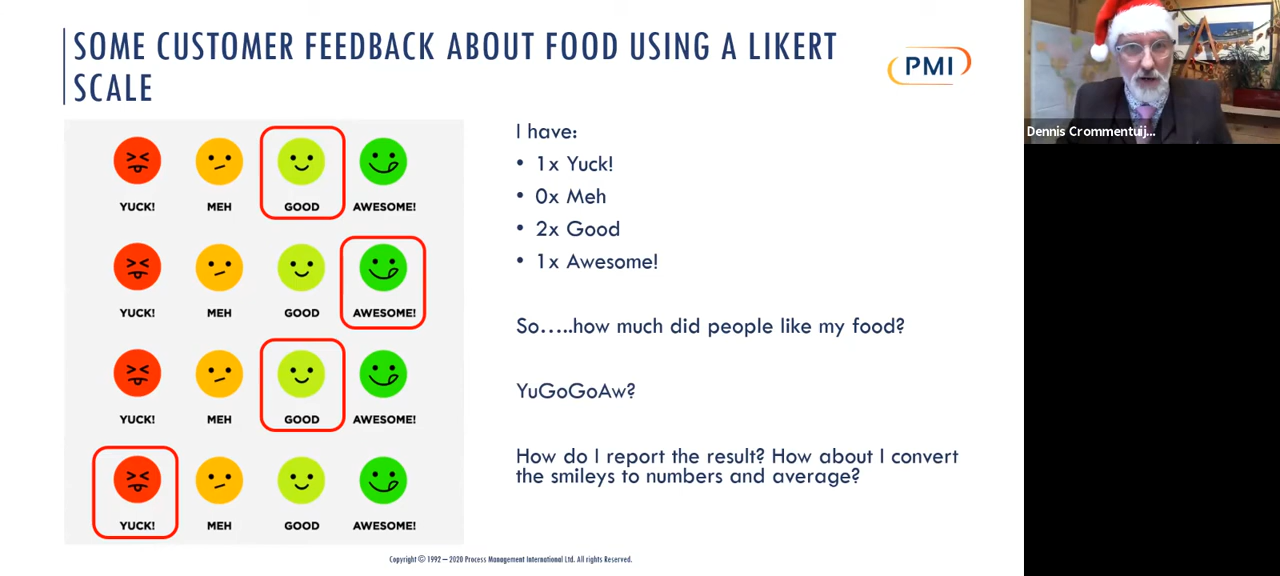 SOME CUSTOMER FEEDBACK ABOUT FOOD USING A LIKERT
SCALE
PMI
YUCK! MEH GOOD AWESOME!
YUCK! MEH GOOD AWESOME!
YUCK! MEH GOOD AWESOME!
YUCK! MEH GOOD AWESOME!
I have:
• 1x Yuck!
• 0x Meh
• 2x Good
• 1x Awesome!
So.....how much did people like my food?
YuGoGoAw?
How do I report the result? How about I convert
the smileys to numbers and average?
Copyright © 1992 – 2020 Process Management International Ltd. All rights Reserved.
Dennis Crommentuij...